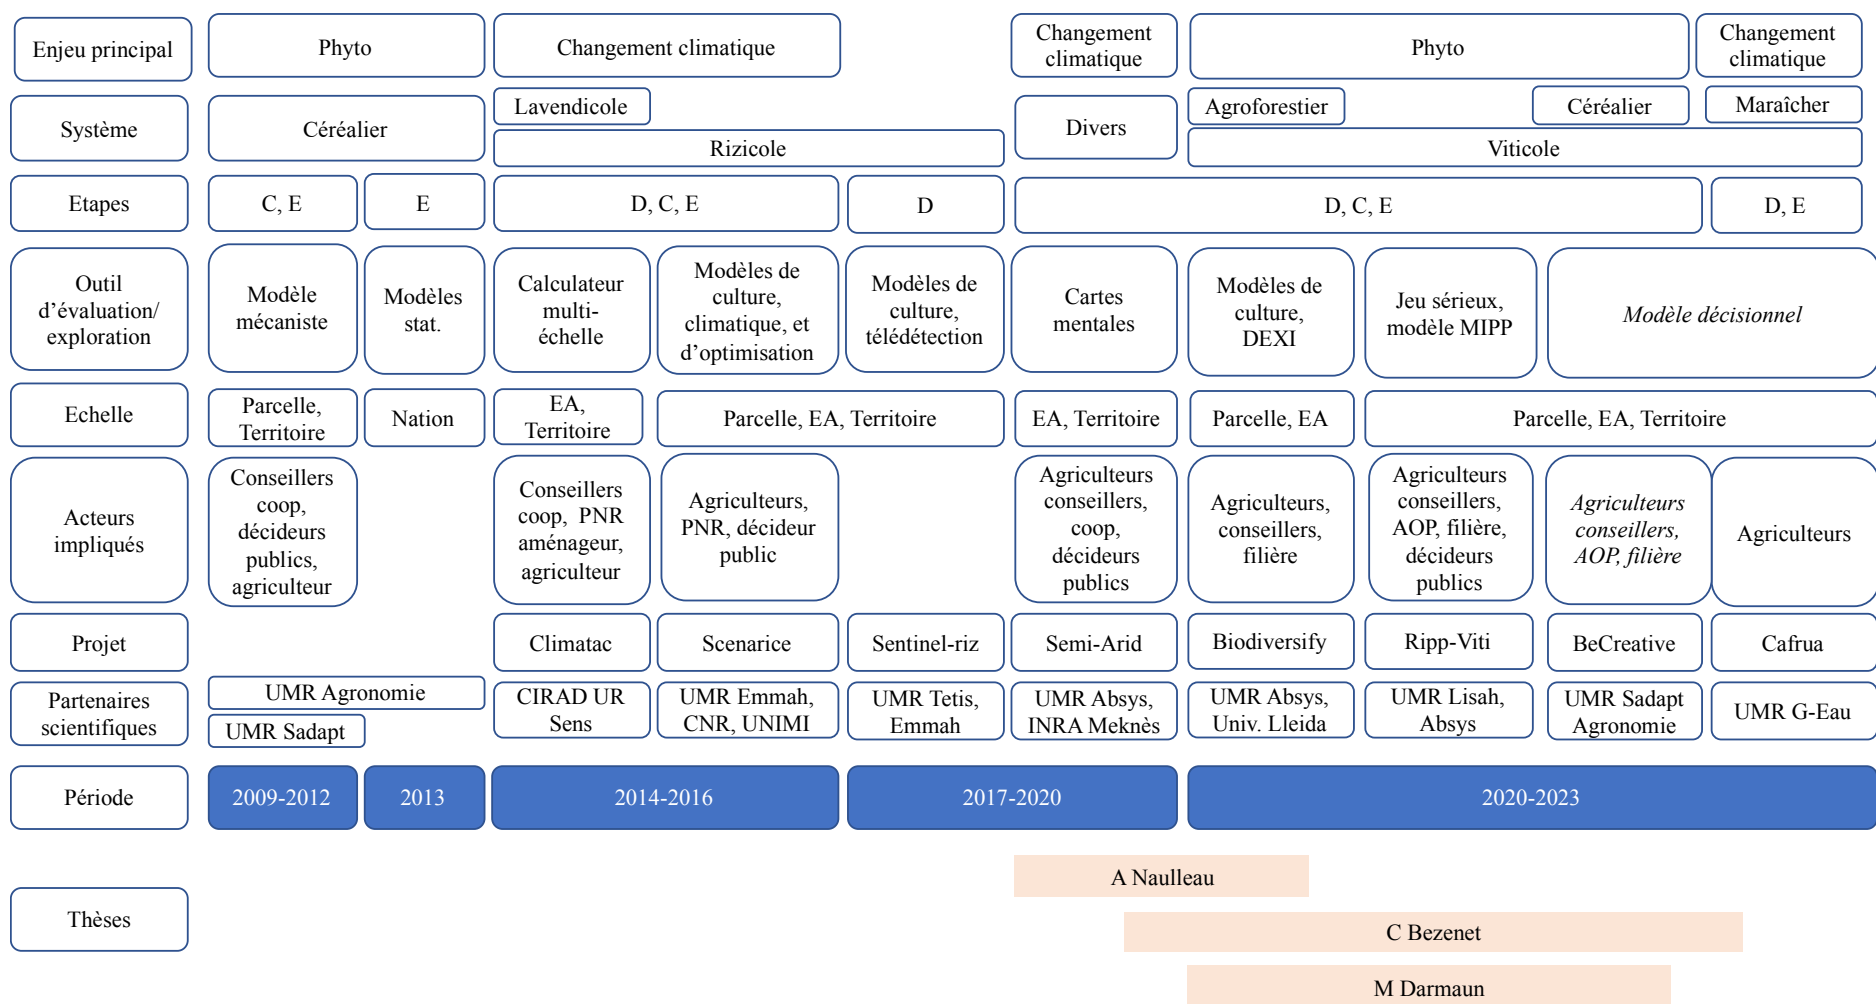 Enjeu principal
Phyto
Changement climatique
Changement
climatique
Phyto
Changement
climatique
Système
Céréalier
Lavendicole
Rizicole
Divers
Agroforestier
Céréalier
Maraîcher
Viticole
Etapes
C, E
E
D, C, E
D
D, C, E
D, E
Outil
d’évaluation/
exploration
Modèle
mécaniste
Modèles
stat.
Calculateur
multi-
échelle
Modèles de
culture,
climatique, et
d’optimisation
Modèles de
culture,
télédétection
Cartes
mentales
Modèles de
culture,
DEXI
Jeu sérieux,
modèle MIPP
Modèle décisionnel
Echelle
Parcelle,
Territoire
Nation
EA,
Territoire
Parcelle, EA, Territoire
EA, Territoire
Parcelle, EA
Parcelle, EA, Territoire
Acteurs
impliqués
Conseillers
coop,
décideurs
publics,
agriculteur
Conseillers
coop, PNR
aménageur,
agriculteur
Agriculteurs,
PNR, décideur
public
Agriculteurs
conseillers,
coop,
décideurs
publics
Agriculteurs,
conseillers,
filière
Agriculteurs
conseillers,
AOP, filière,
décideurs
publics
Agriculteurs
conseillers,
AOP, filière
Agriculteurs
Projet
Climatac
Scenarice
Sentinel-riz
Semi-Arid
Biodiversify
Ripp-Viti
BeCreative
Cafrua
Partenaires
scientifiques
UMR Agronomie
UMR Sadapt
CIRAD UR
Sens
UMR Emmah,
CNR, UNIMI
UMR Tetis,
Emmah
UMR Absys,
INRA Meknès
UMR Absys,
Univ. Lleida
UMR Lisah,
Absys
UMR Sadapt
Agronomie
UMR G-Eau
Période
2009-2012
2013
2014-2016
2017-2020
2020-2023
Thèses
A Naulleau
C Bezenet
M Darmaun